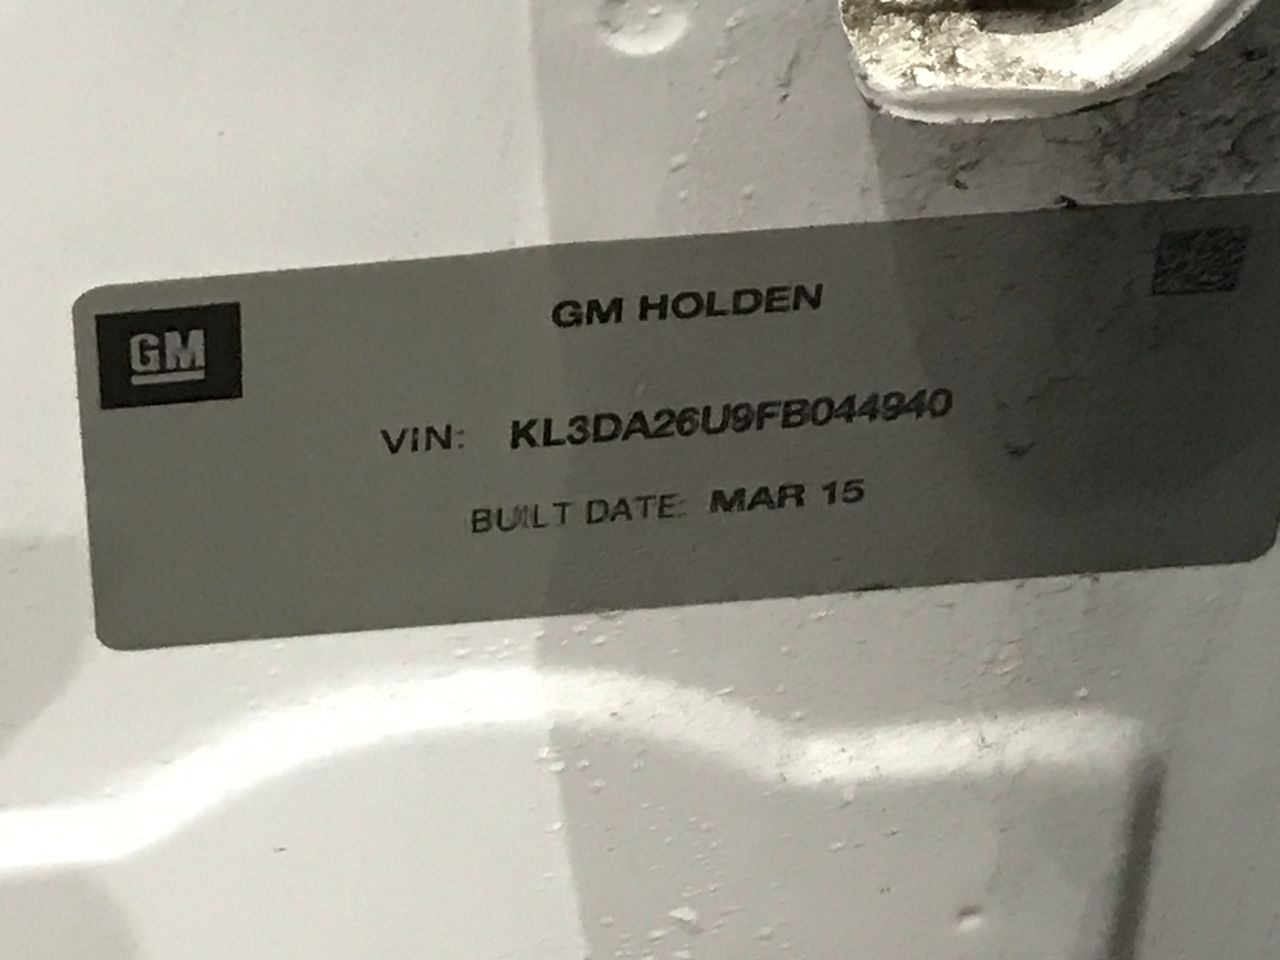 GM HOLDEN
GM
VIN: KL3DA26U9FB044940
BUILT DATE: MAR 15